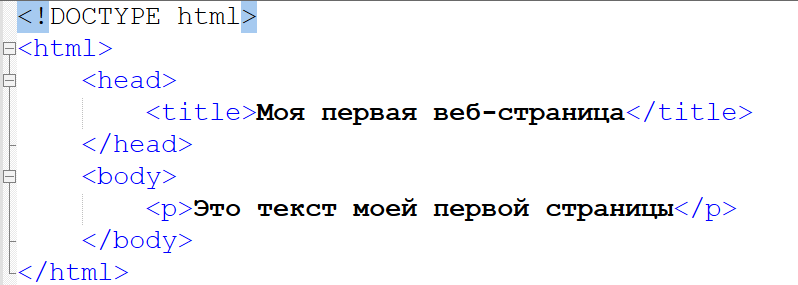 <!DOCTYPE html>
<html>
    <head>
        <title>Моя первая веб-страница</title>
    </head>
    <body>
        <p>Это текст моей первой страницы</p>
    </body>
</html>